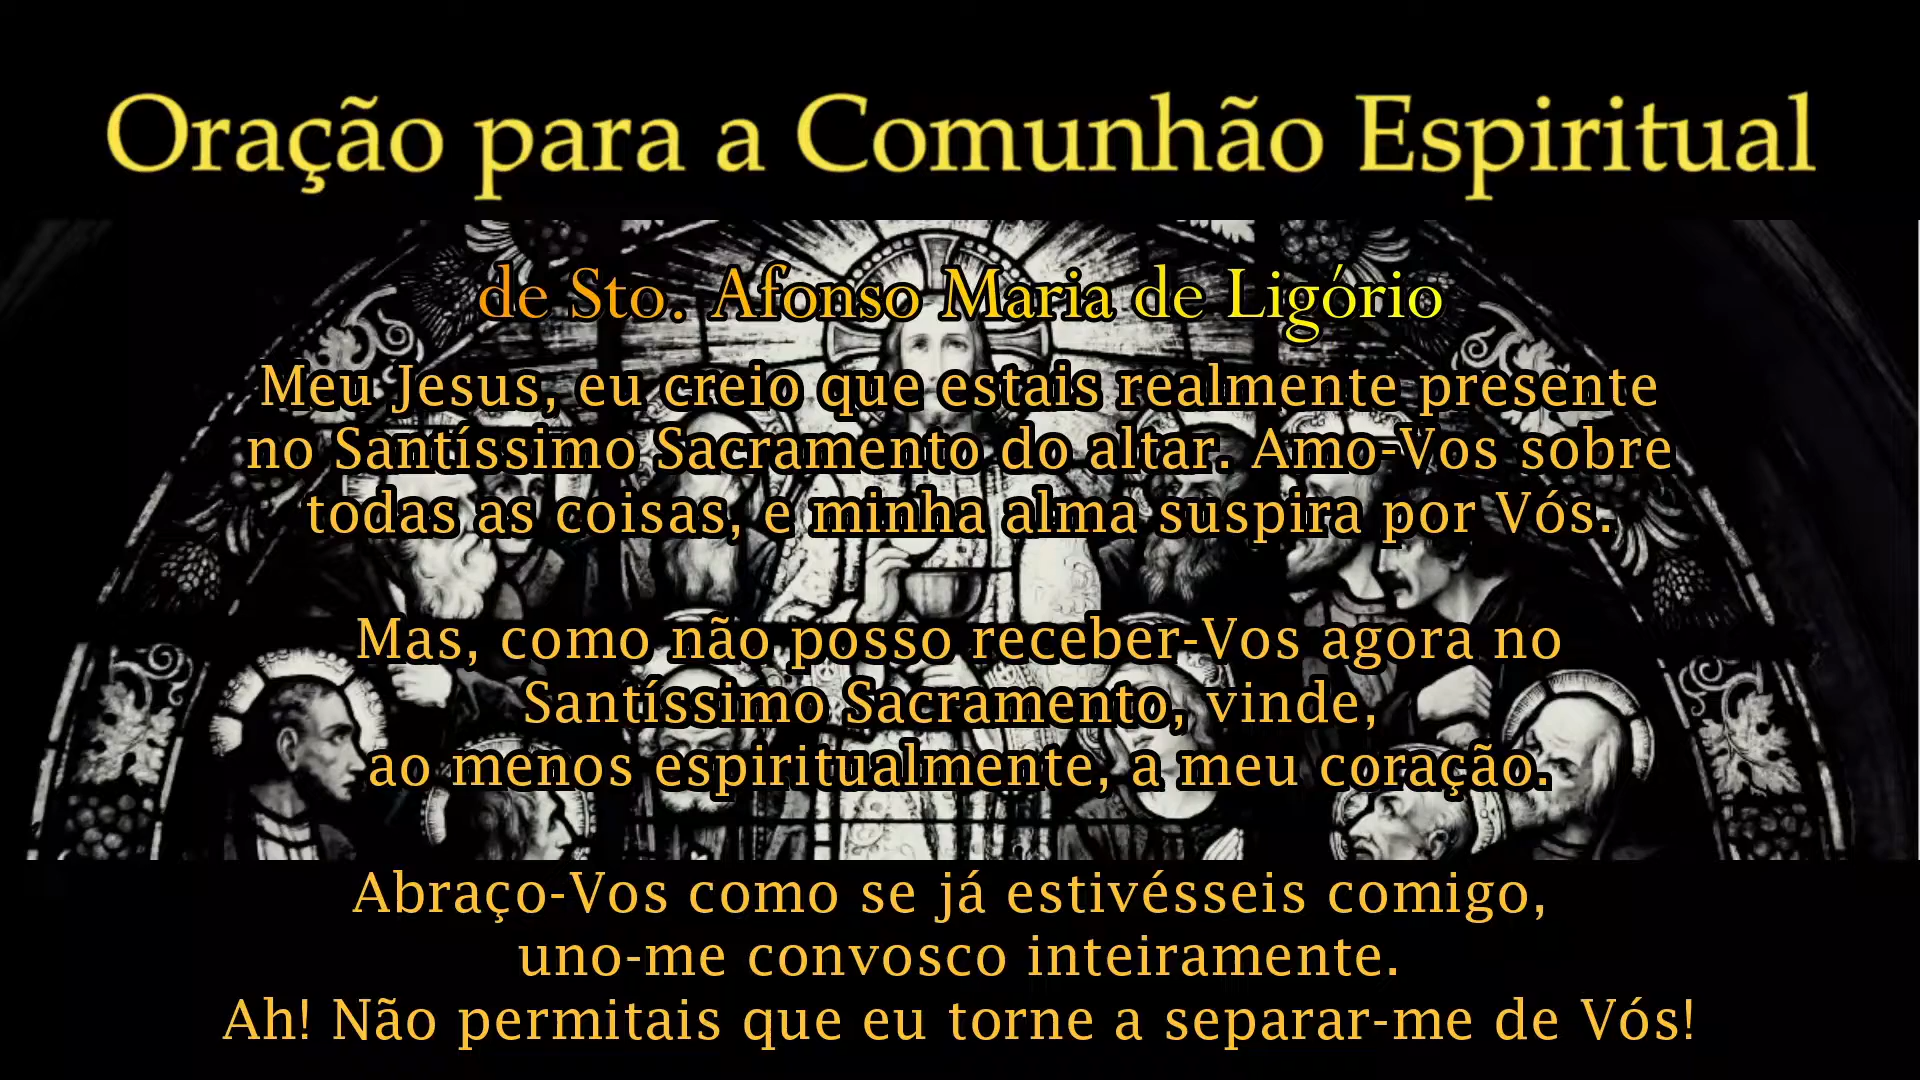 Oração para a Comunhão Espiritual
de Sto. Afonso Maria de Ligório
Meu Jesus, eu creio que estais realmente presente
no Santíssimo Sacramento do altar. Amo-Vos sobre
todas as coisas, e minha alma suspira por Vós.
Mas, como não posso receber-Vos agora no
Santíssimo Sacramento, vinde,
ao menos espiritualmente, a meu coração.
Abraço-Vos como se já estivésseis comigo,
uno-me convosco inteiramente.
Ah! Não permitais que eu torne a separar-me de Vós!